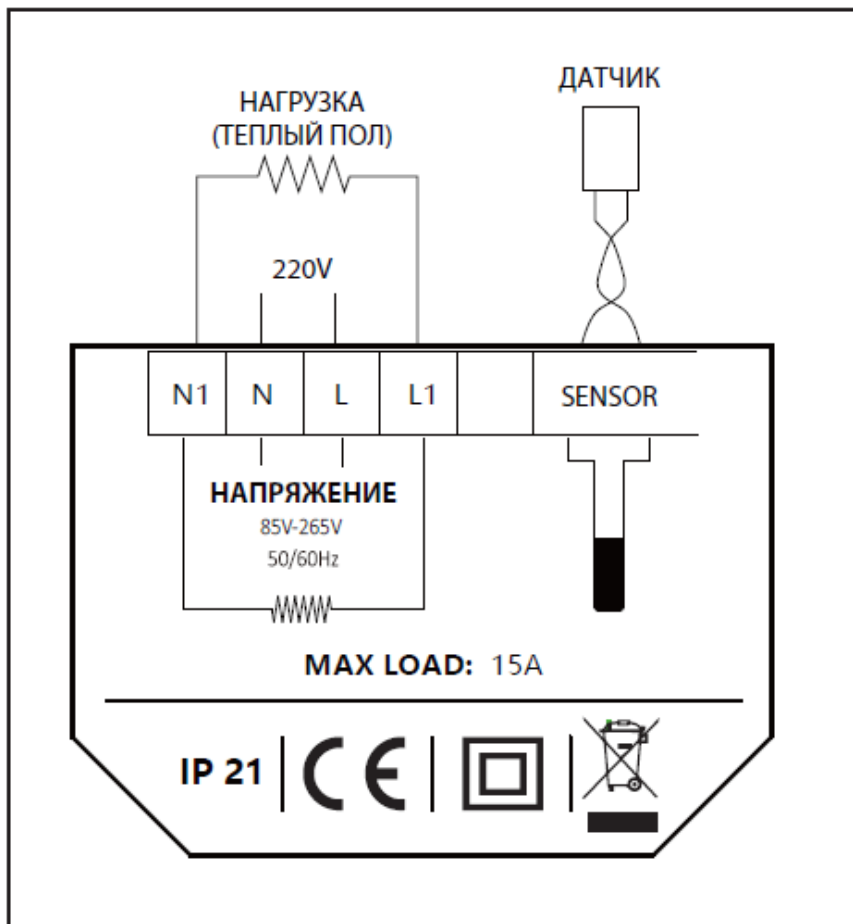 НАГРУЗКА
(ТЕПЛЫЙ ПОЛ)
ДАТЧИК
220V
N1 N L L1 SENSOR
НАПРЯЖЕНИЕ
85V-265V
50/60Hz
MAX LOAD: 15A
IP 21 CE